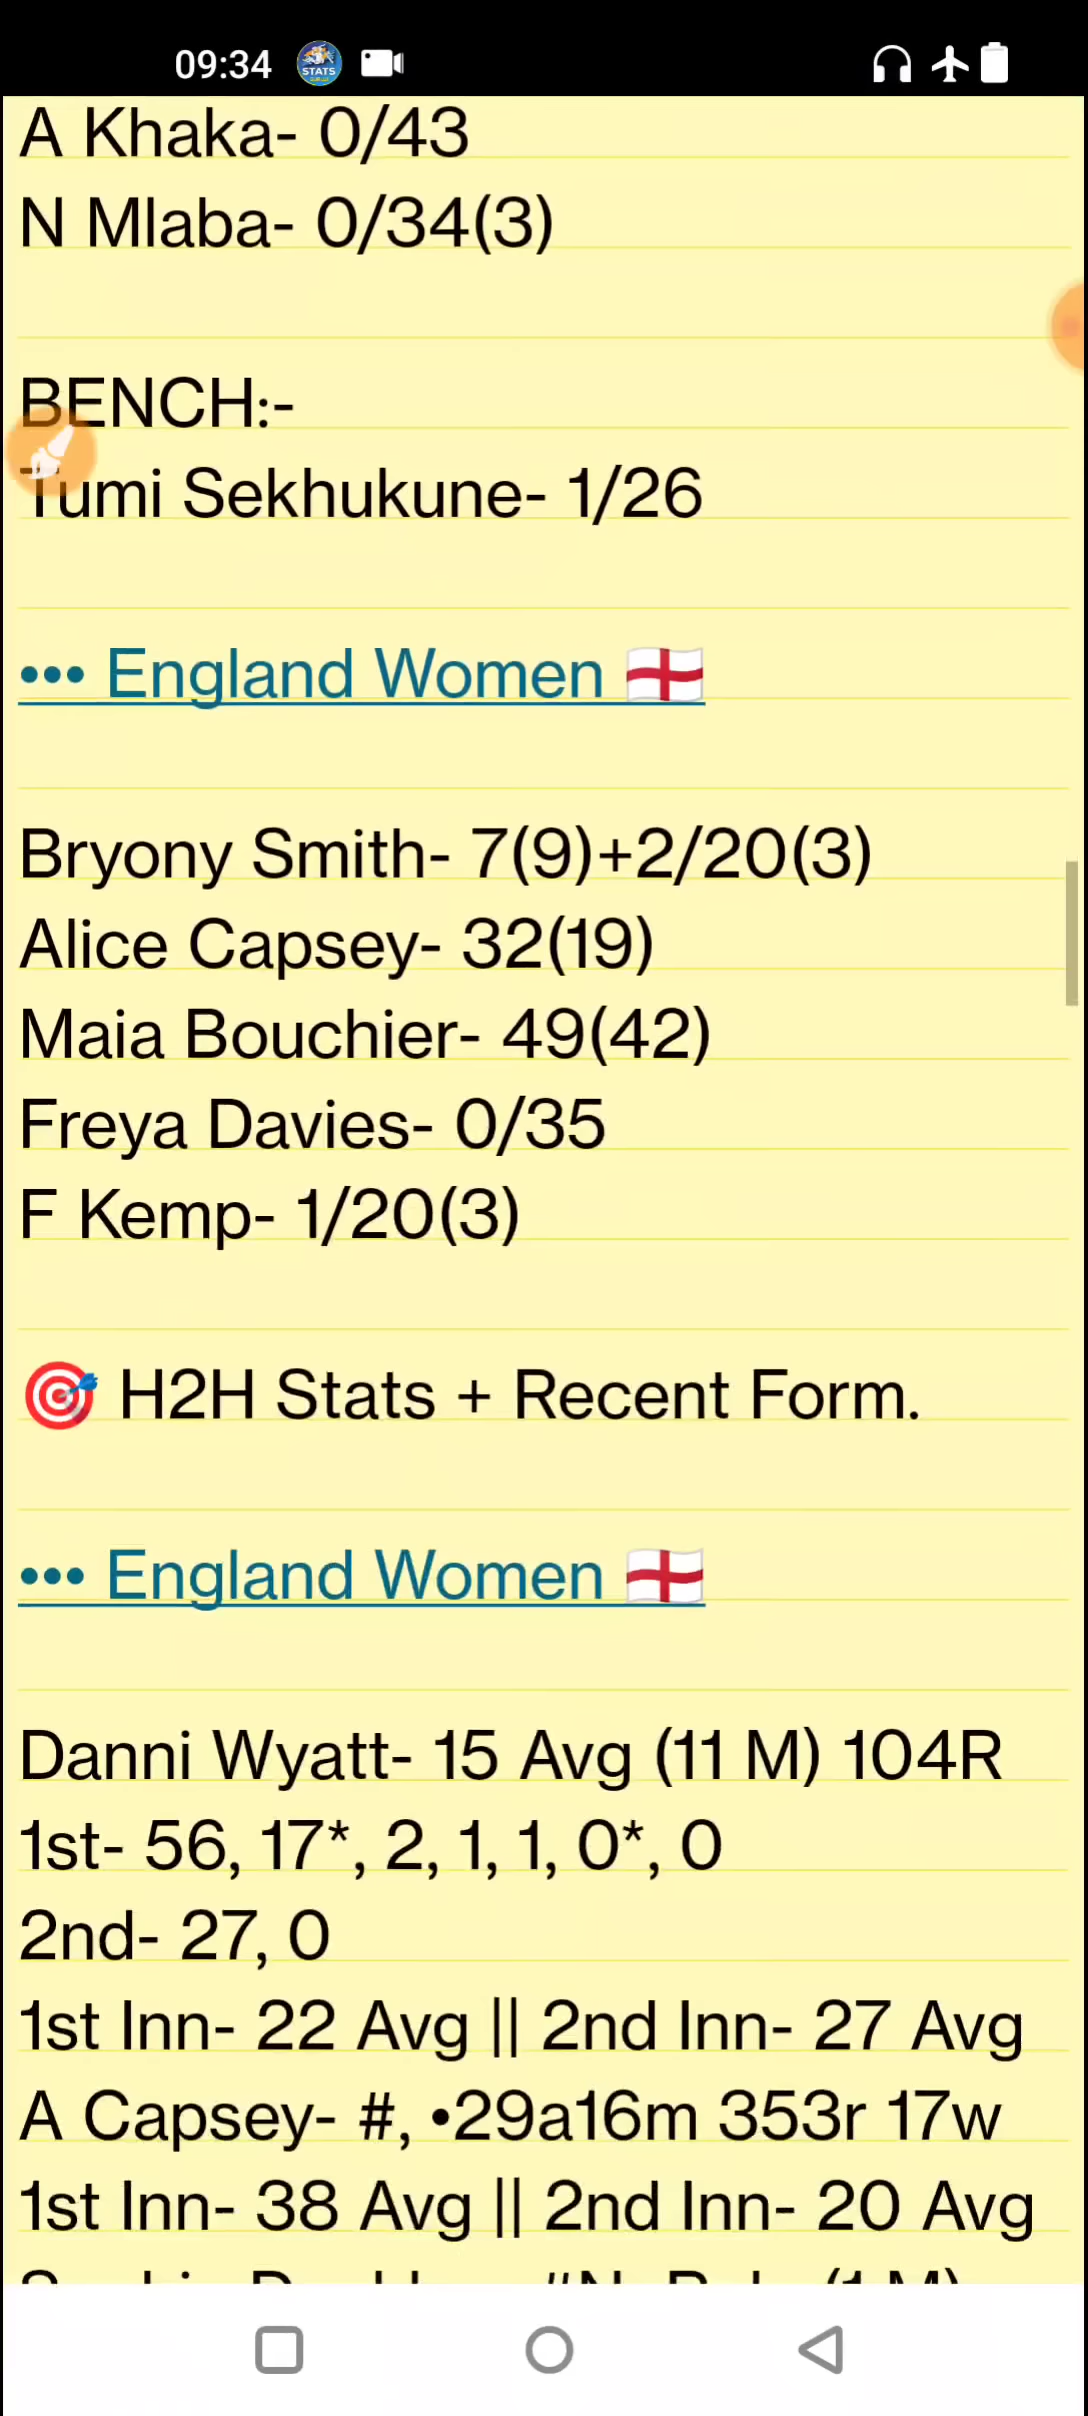 09:34
STATS
A Khaka- 0/43
N Mlaba- 0/34(3)
BENCH:-
Tumi Sekhukune- 1/26
••• England Women 🏴󠁧󠁢󠁥󠁮󠁧󠁿
Bryony Smith- 7(9)+2/20(3)
Alice Capsey- 32(19)
Maia Bouchier- 49(42)
Freya Davies- 0/35
F Kemp- 1/20(3)
🎯 H2H Stats + Recent Form.
••• England Women 🏴󠁧󠁢󠁥󠁮󠁧󠁿
Danni Wyatt- 15 Avg (11 M) 104R
1st- 56, 17*, 2, 1, 1, 0*, 0
2nd- 27, 0
1st Inn- 22 Avg || 2nd Inn- 27 Avg
A Capsey- #, •29a16m 353r 17w
1st Inn- 38 Avg || 2nd Inn- 20 Avg